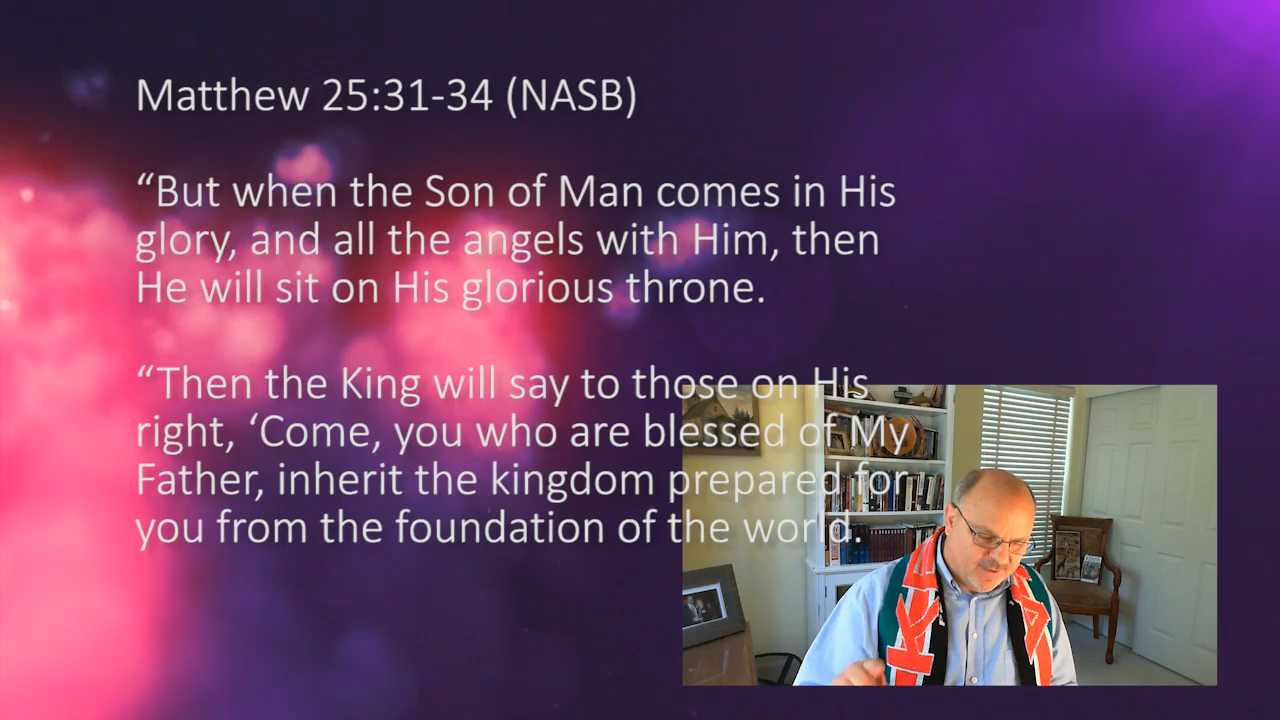 Matthew 25:31-34 (NASB)
“But when the Son of Man comes in His
glory, and all the angels with Him, then
He will sit on His glorious throne.
“Then the King will say to those on His
right, ‘Come, you who are blessed of My
Father, inherit the kingdom prepared for
you from the foundation of the world.